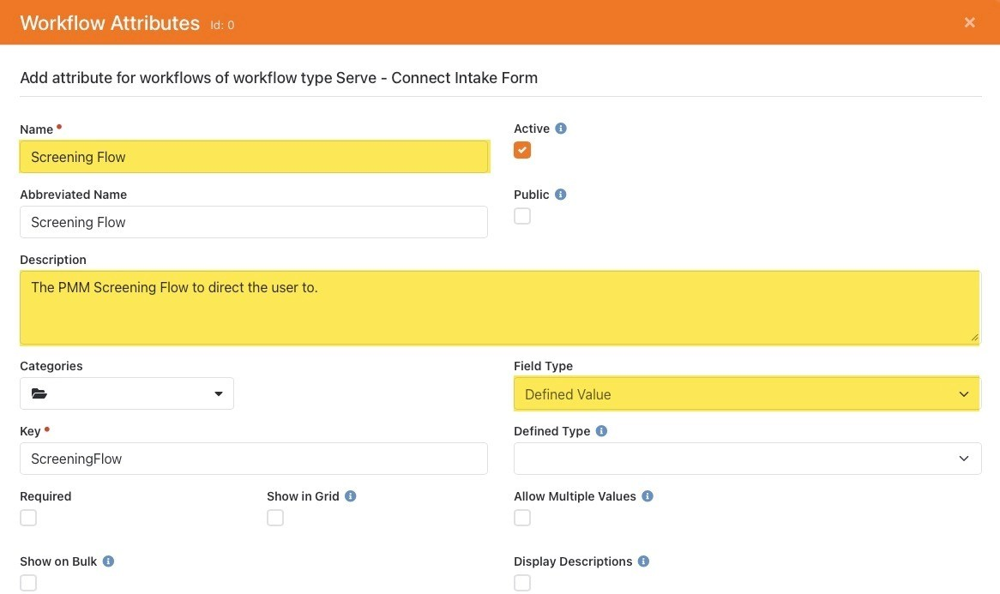 Workflow Attributes Id: 0
Add attribute for workflows of workflow type Serve - Connect Intake Form
Name
Active
Screening Flow
Abbreviated Name
Public
Screening Flow
Description
The PMM Screening Flow to direct the user to.
Categories
Field Type
Defined Value
Key
Defined Type
ScreeningFlow
Required
Show in Grid
Allow Multiple Values
Show on Bulk
Display Descriptions